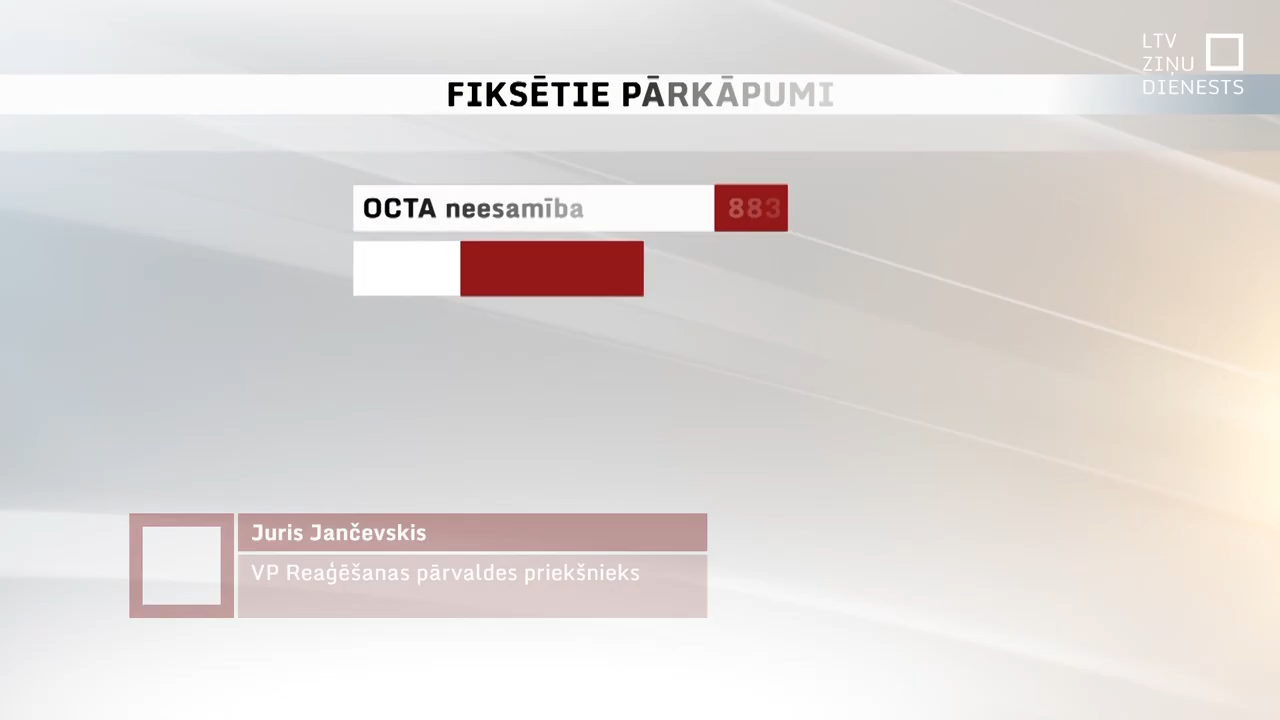 LTV
ZIŅU
DIENESTS
FIKSĒTIE PĀRKĀPUMI
OCTA neesamība 883
Juris Jančevskis
VP Reaģēšanas pārvaldes priekšnieks